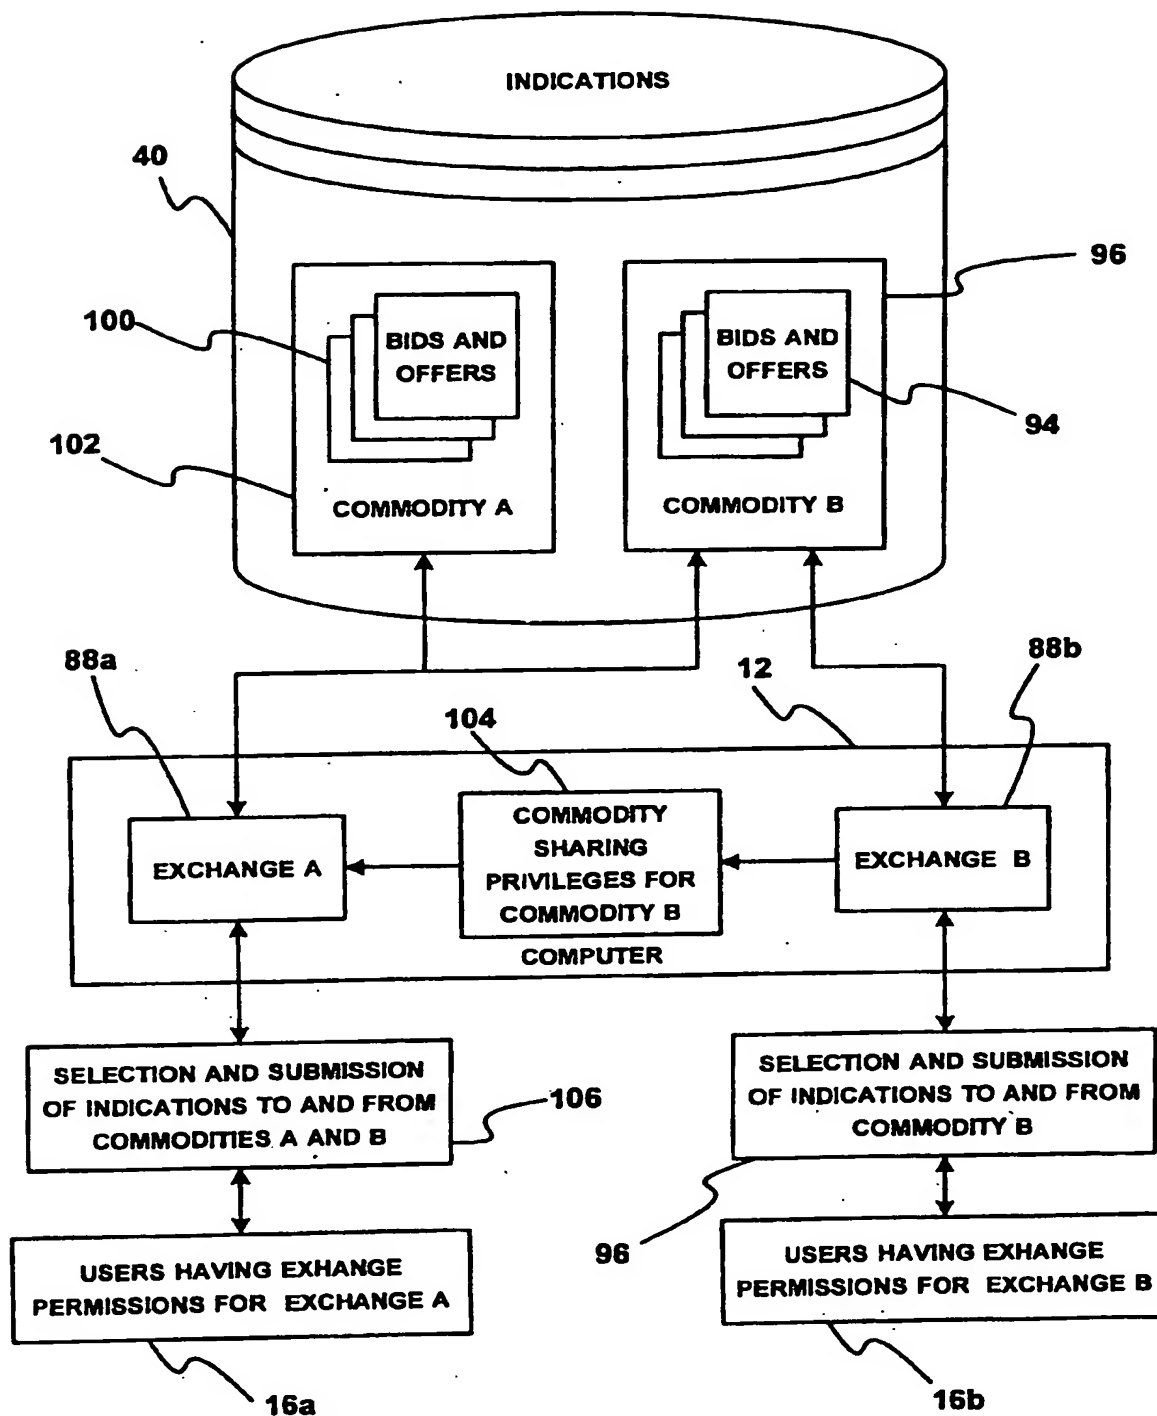 INDICATIONS
40
96
100
BIDS AND
OFFERS
BIDS AND
OFFERS
94
102
COMMODITY A
COMMODITY B
88a
12
88b
104
COMMODITY
SHARING
PRIVILEGES FOR
COMMODITY B
EXCHANGE A
EXCHANGE B
COMPUTER
SELECTION AND SUBMISSION
OF INDICATIONS TO AND FROM
COMMODITIES A AND B
106
SELECTION AND SUBMISSION
OF INDICATIONS TO AND FROM
COMMODITY B
96
USERS HAVING EXHANGE
PERMISSIONS FOR EXCHANGE A
USERS HAVING EXHANGE
PERMISSIONS FOR EXCHANGE B
16a
16b